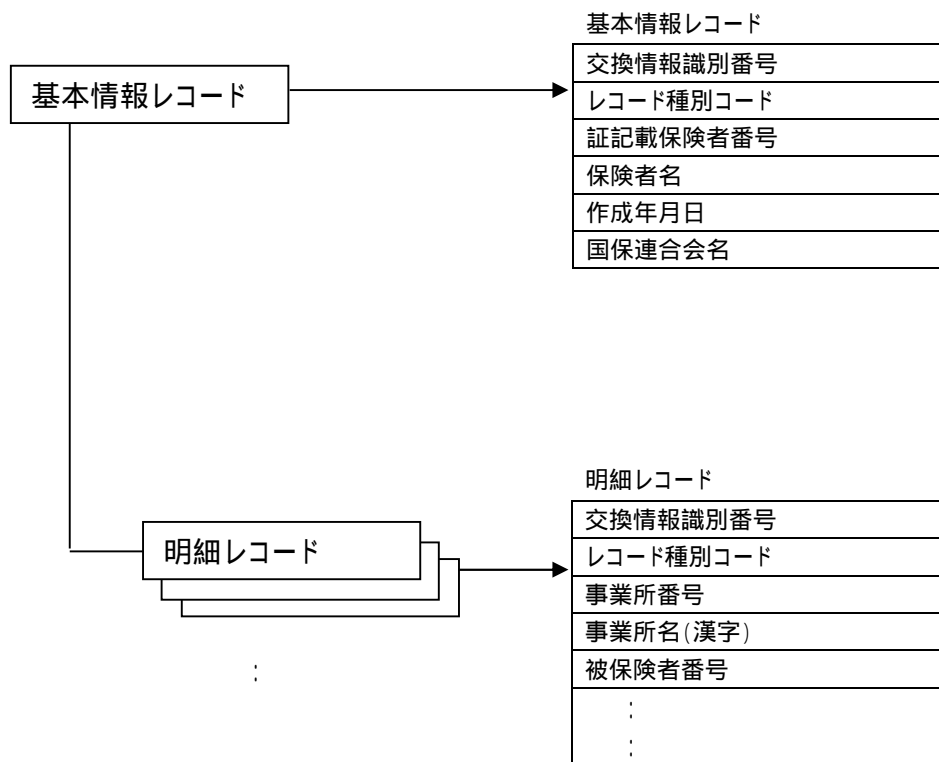 基本情報レコード
基本情報レコード
交換情報識別番号
レコード種別コード
証記載保険者番号
保険者名
作成年月日
国保連合会名
明細レコード
明細レコード
交換情報識別番号
レコード種別コード
事業所番号
事業所名(漢字)
被保険者番号
:
:
: